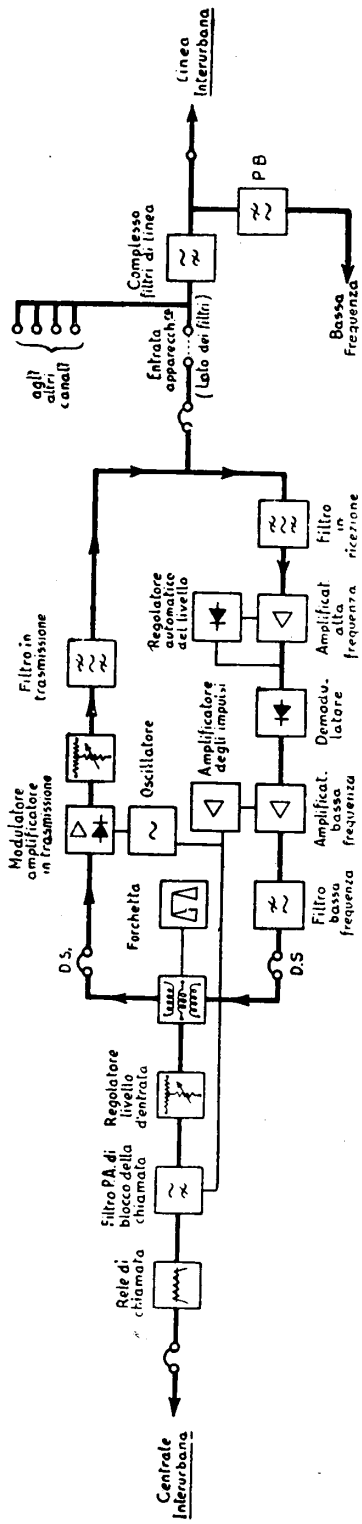 Centrale
Interurbana
Rele di
chiamata
Filtro P.A. di
blocco della
chiamata
Regolatore
livello
d'entrata
Forchetta
D.S.
Modulatore
amplificatore
in trasmissione
Oscillatore
Filtro in
trasmissione
D.S
Filtro
bassa
frequenza
Amplificat.
bassa
frequenza
Amplificatore
degli impulsi
Demodu-
latore
Regolatore
automatico
del livello
Amplificat.
alta
frequenza
Filtro
in
ricezione
agli
altri
canali
Entrata
apparecch.re
(Lato dei filtri)
Complesso
filtri di linea
P B
Bassa
Frequenza
Linea
Interurbana